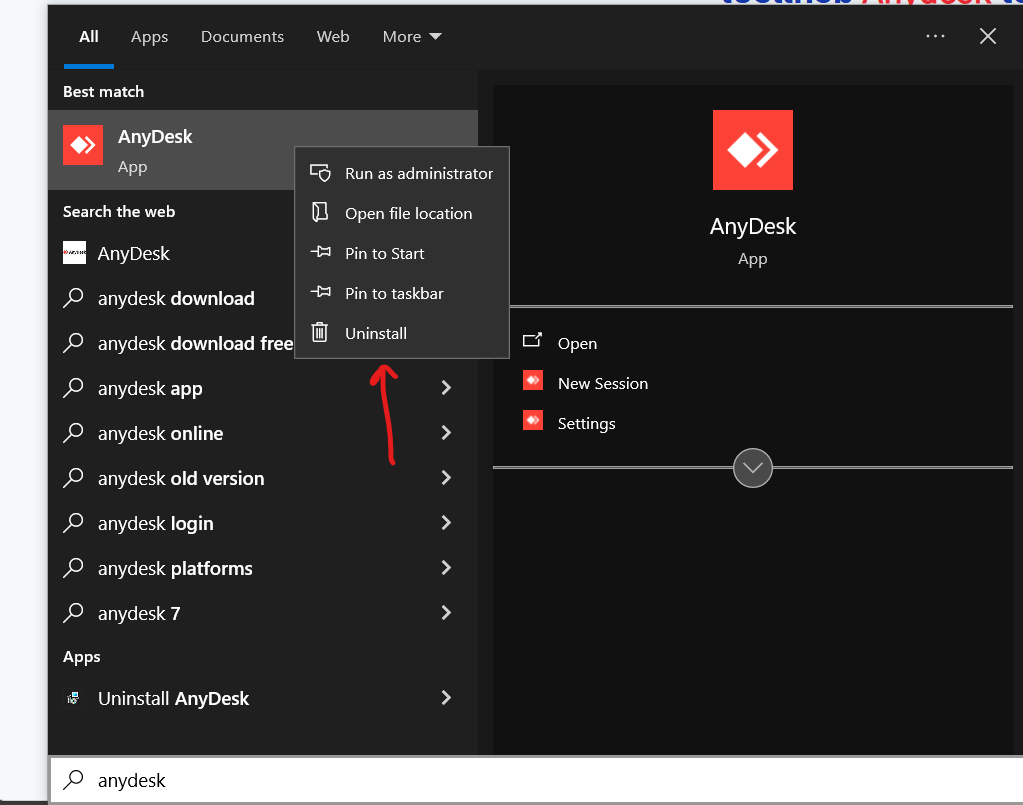 All Apps Documents Web More
Best match
AnyDesk
App
Run as administrator
Open file location
Pin to Start
Pin to taskbar
Uninstall
Search the web
AnyDesk
anydesk download
anydesk download free
anydesk app
anydesk online
anydesk old version
anydesk login
anydesk platforms
anydesk 7
Apps
Uninstall AnyDesk
AnyDesk
App
Open
New Session
Settings
anydesk